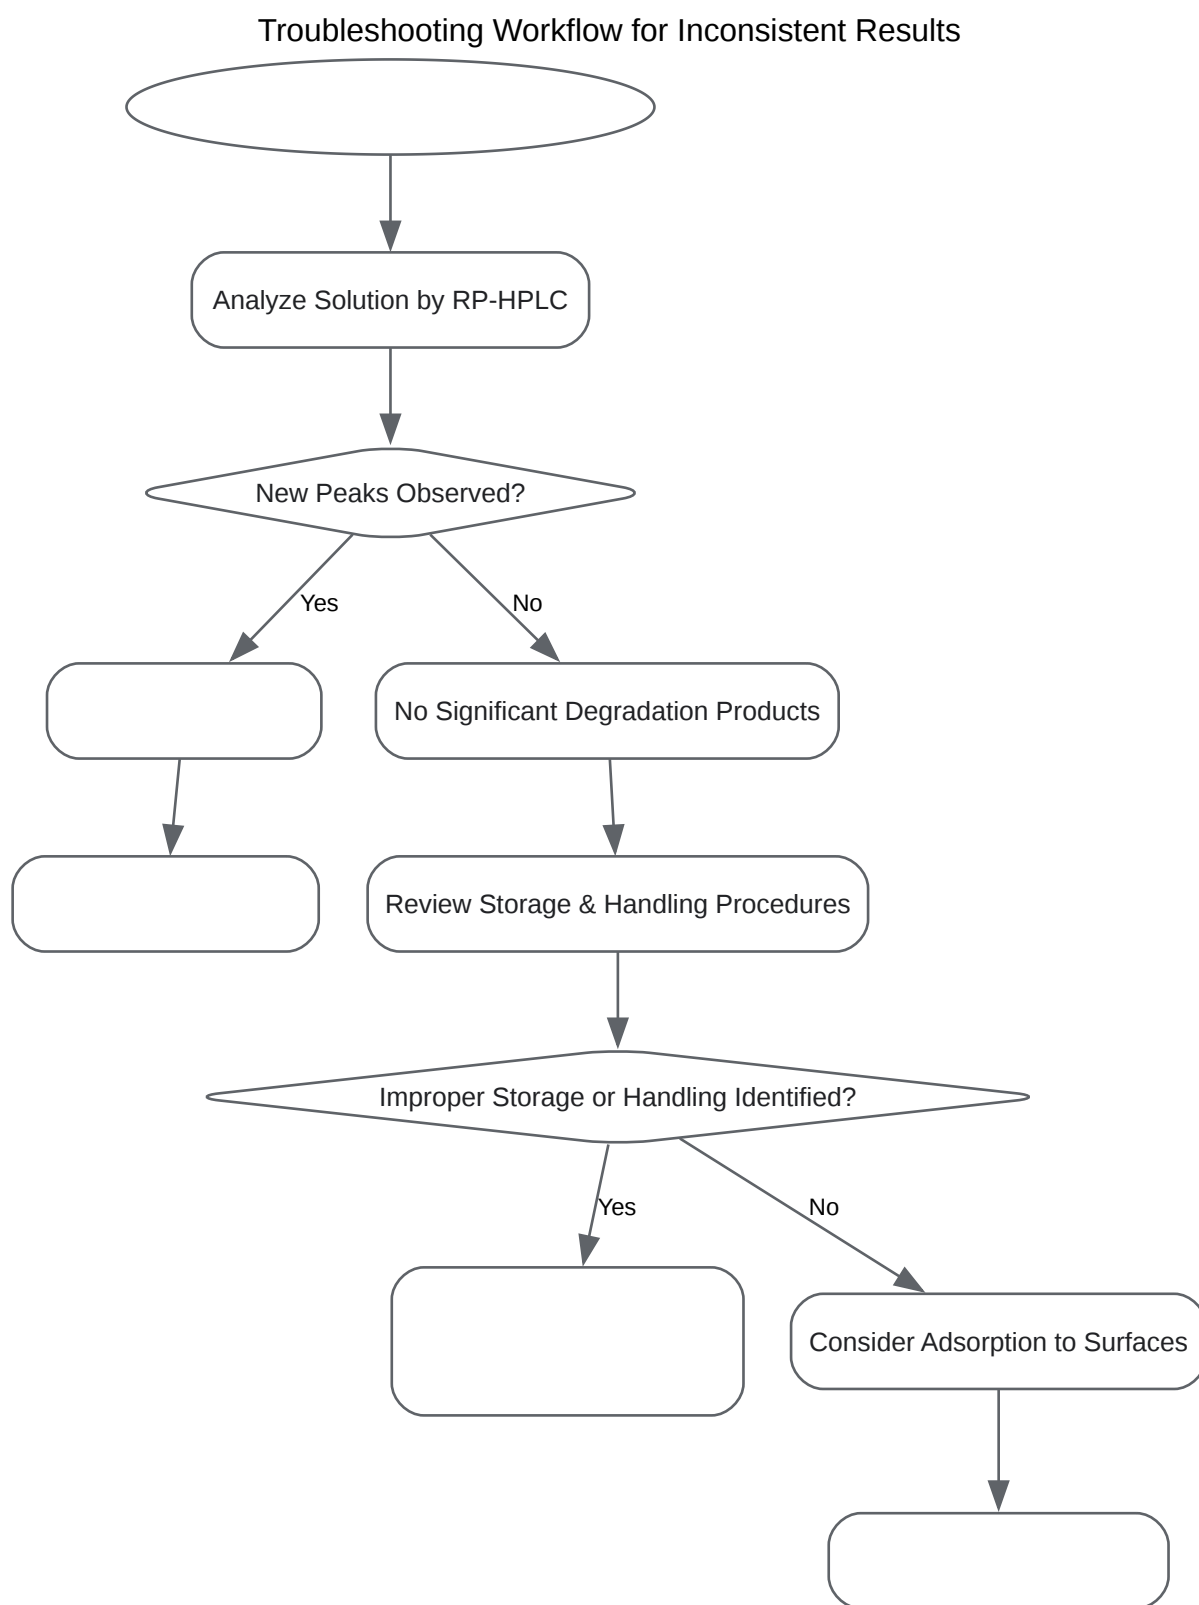 Troubleshooting Workflow for Inconsistent Results
Analyze Solution by RP-HPLC
New Peaks Observed?
Yes
No
No Significant Degradation Products
Review Storage & Handling Procedures
Improper Storage or Handling Identified?
Yes
No
Consider Adsorption to Surfaces